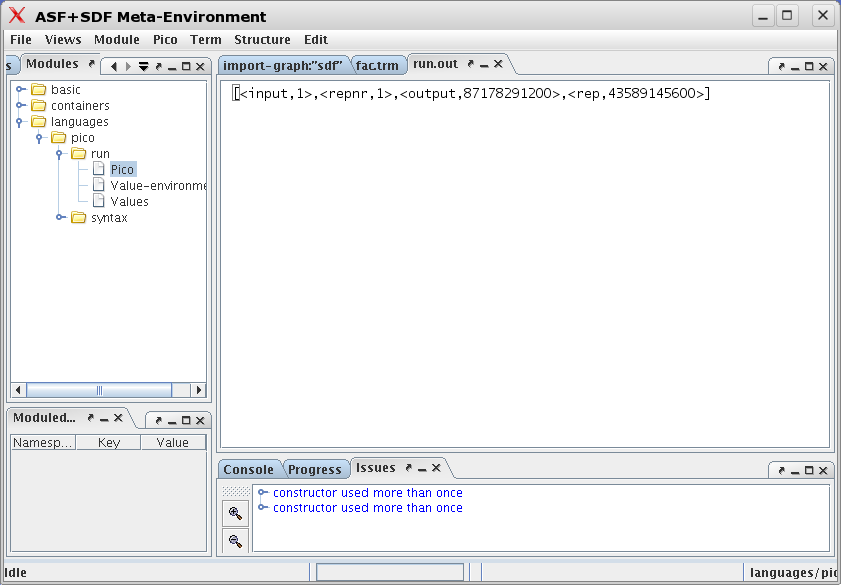 ASF+SDF Meta-Environment
File Views Module Pico Term Structure Edit
s Modules
import-graph:"sdf" fac.trm run.out
basic
containers
languages
pico
run
Pico
Value-environme
Values
syntax
[<input,1>,<repnr,1>,<output,87178291200>,<rep,43589145600>]
Moduled...
Namesp... Key Value
Console Progress Issues
constructor used more than once
constructor used more than once
Idle
languages/pic